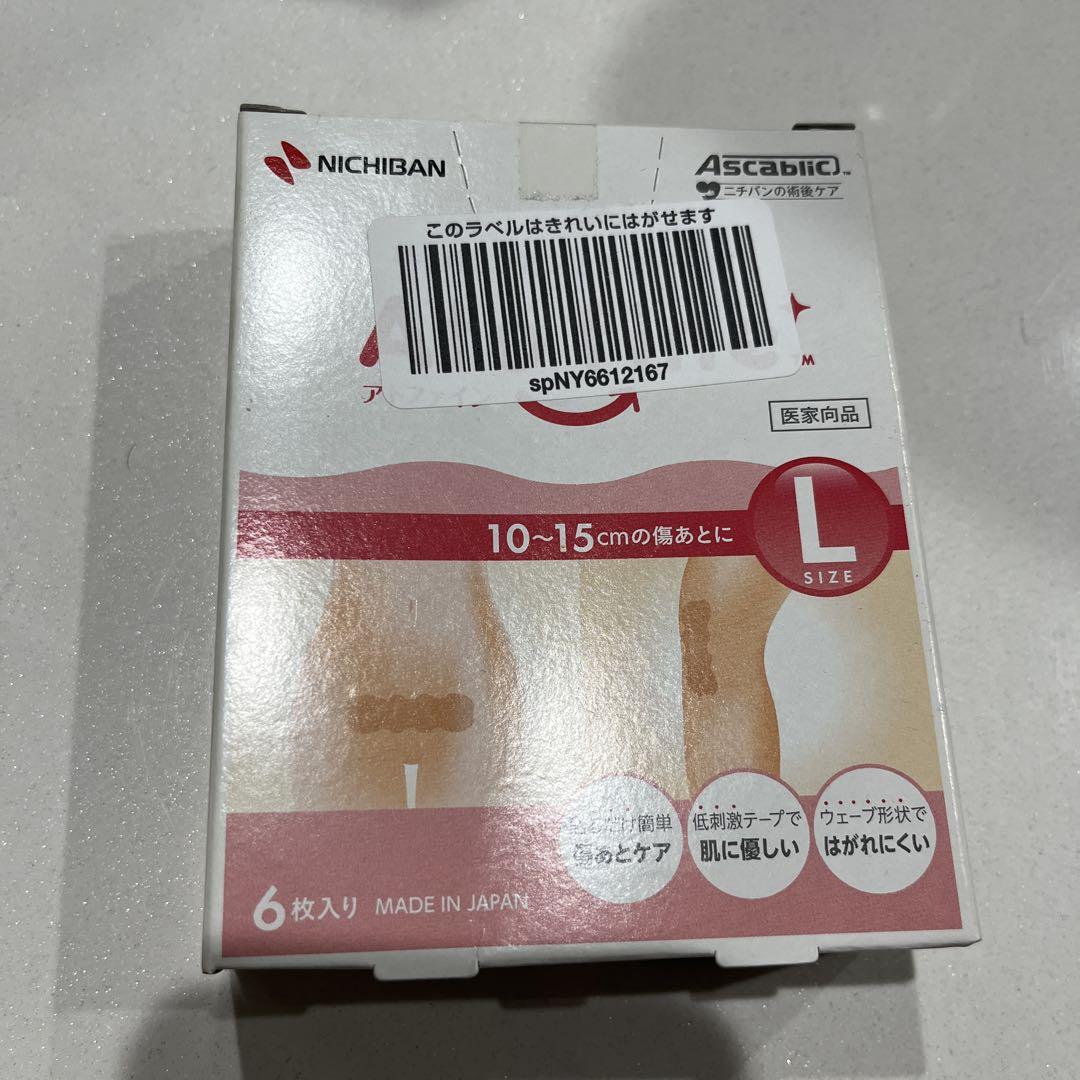 NICHIBAN
Ascablic™
ニチバンの術後ケア
このラベルはきれいにはがせます
spNY6612167
医家向品
10～15cmの傷あとに
L
SIZE
簡単
傷あとケア
低刺激テープで
肌に優しい
ウェーブ形状で
はがれにくい
6枚入り MADE IN JAPAN